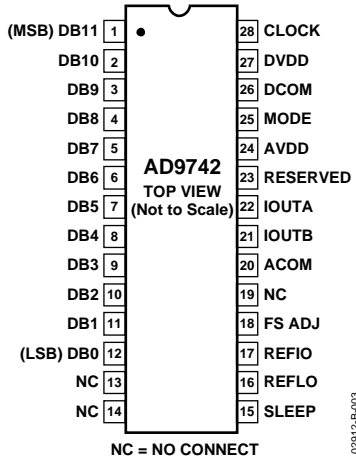 (MSB) DB11 1 28 CLOCK
DB10 2 27 DVDD
DB9 3 26 DCOM
DB8 4 25 MODE
DB7 5 24 AVDD
DB6 6 23 RESERVED
DB5 7 22 IOUTA
DB4 8 21 IOUTB
DB3 9 20 ACOM
DB2 10 19 NC
DB1 11 18 FS ADJ
(LSB) DB0 12 17 REFIO
NC 13 16 REFLO
NC 14 15 SLEEP
AD9742
TOP VIEW
(Not to Scale)
NC = NO CONNECT
02912-B-003